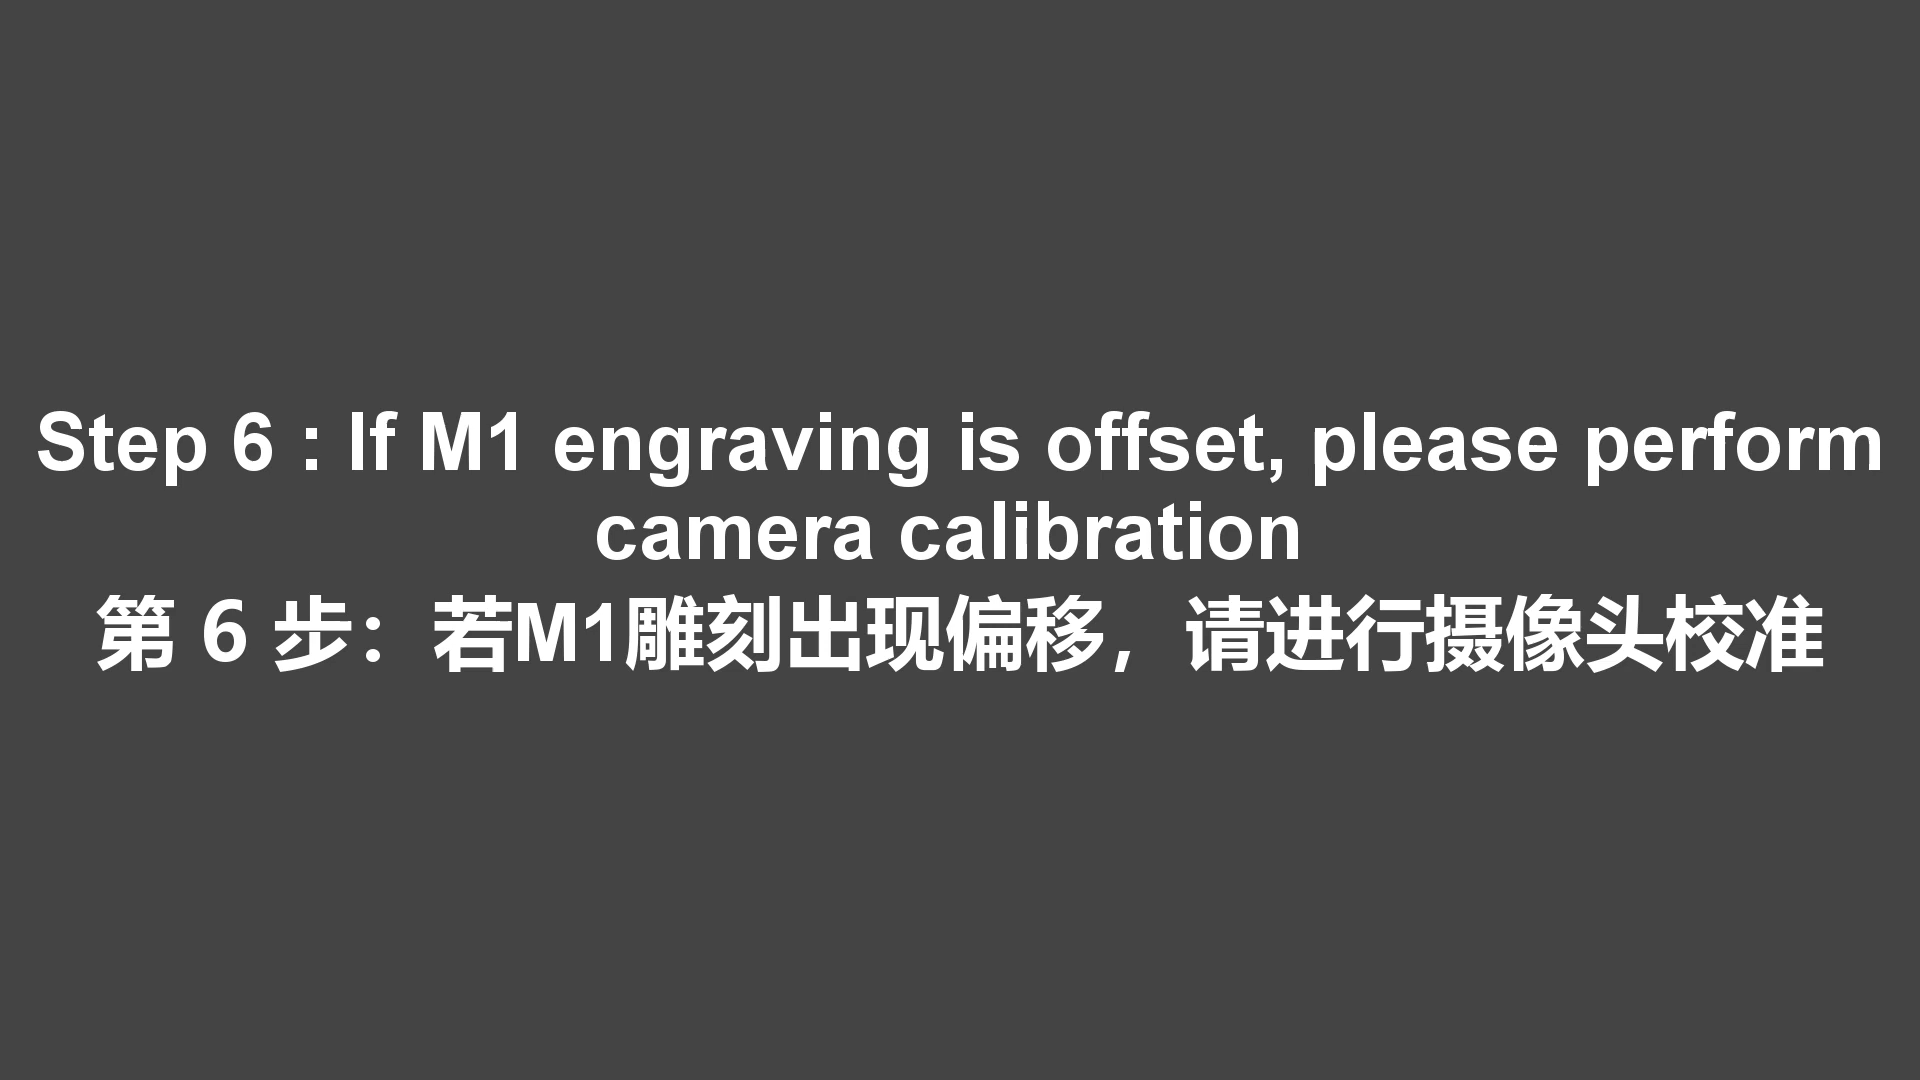 Step 6 : If M1 engraving is offset, please perform
camera calibration
第 6 步：若M1雕刻出现偏移，请进行摄像头校准